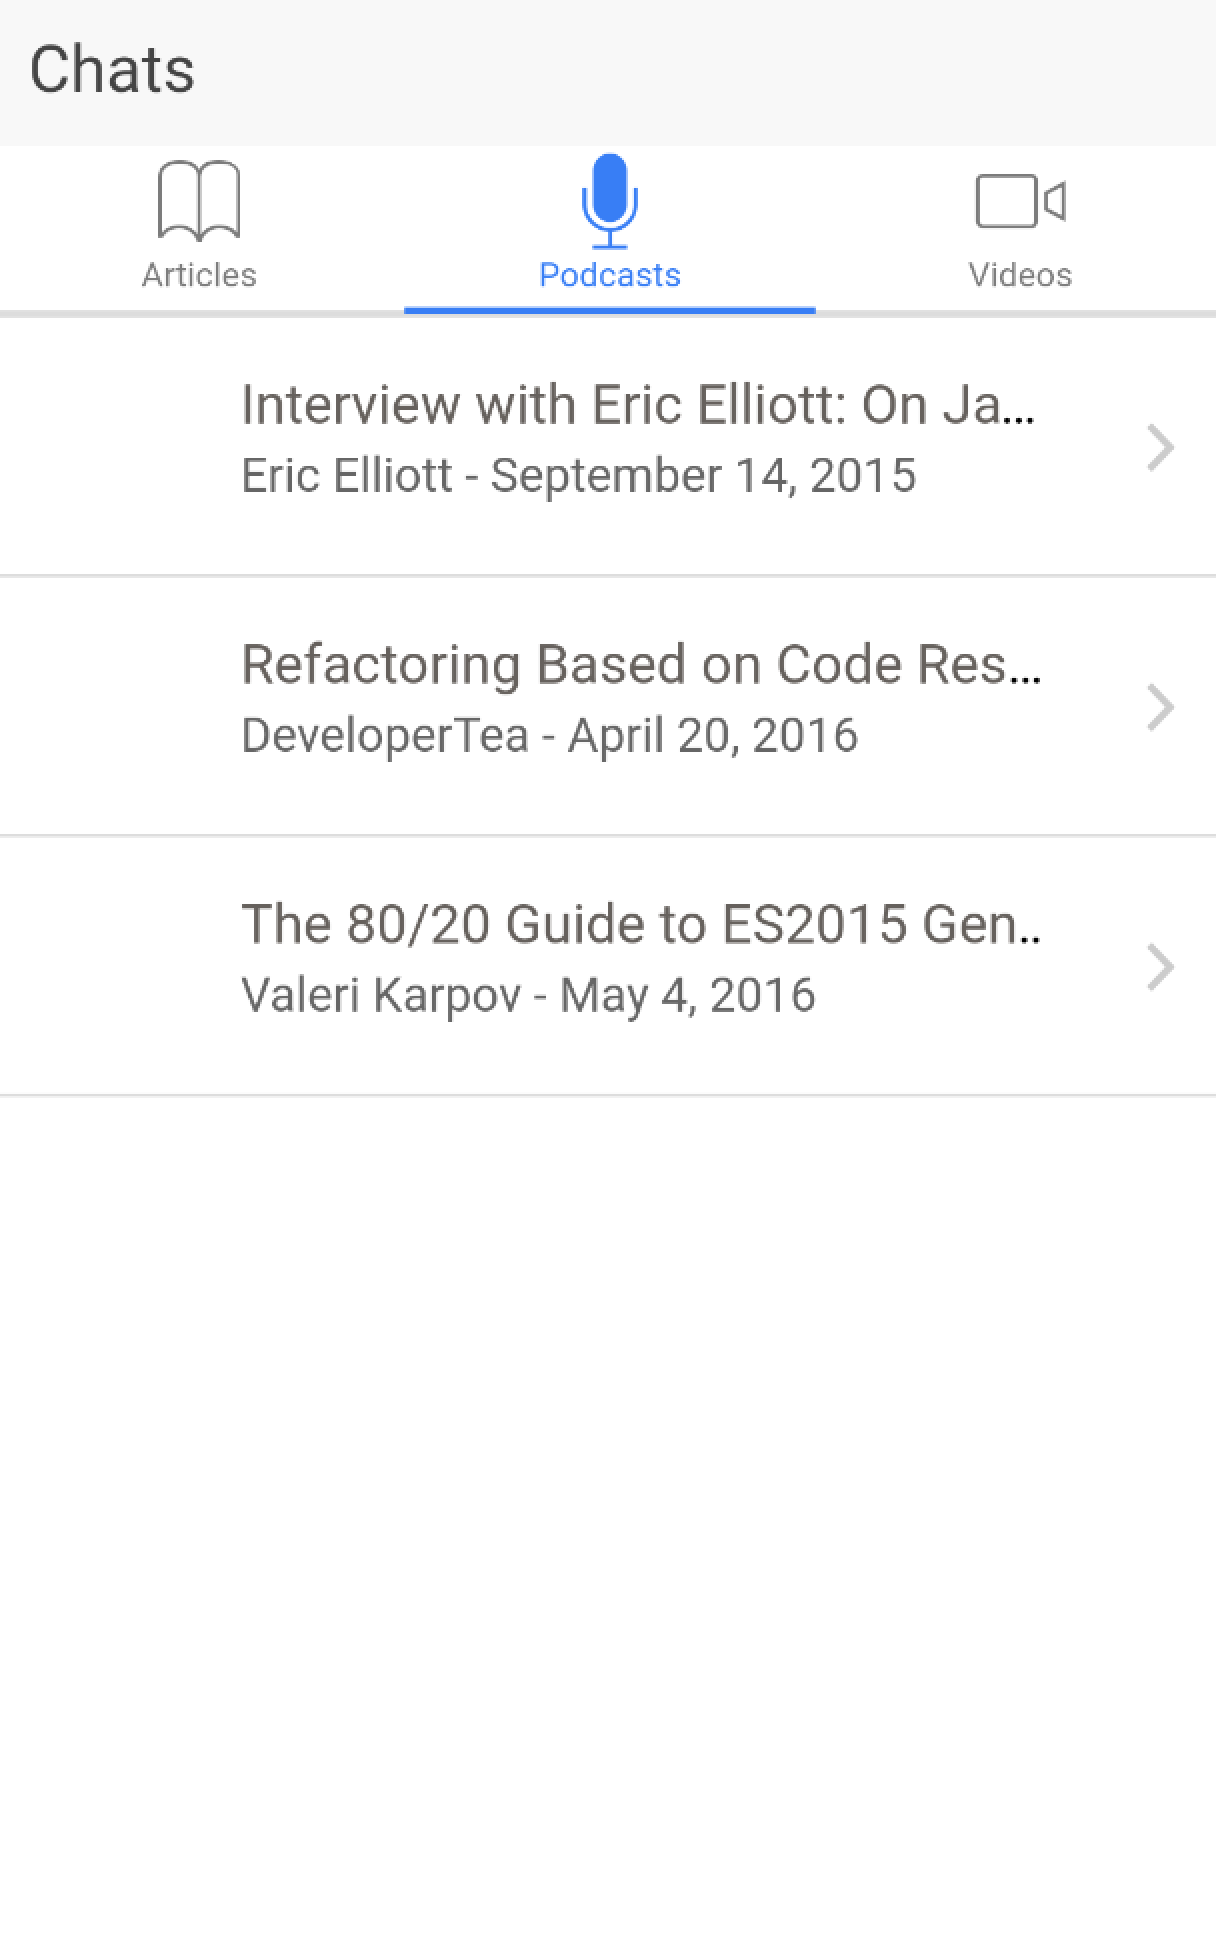 Chats
Articles
Podcasts
Videos
Interview with Eric Elliott: On Ja...
Eric Elliott - September 14, 2015
Refactoring Based on Code Res...
DeveloperTea - April 20, 2016
The 80/20 Guide to ES2015 Gen..
Valeri Karpov - May 4, 2016